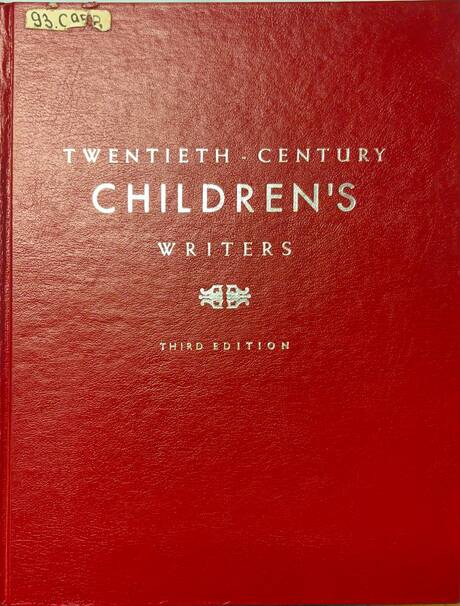 TWENTIETH - CENTURY
CHILDREN'S
WRITERS
THIRD EDITION